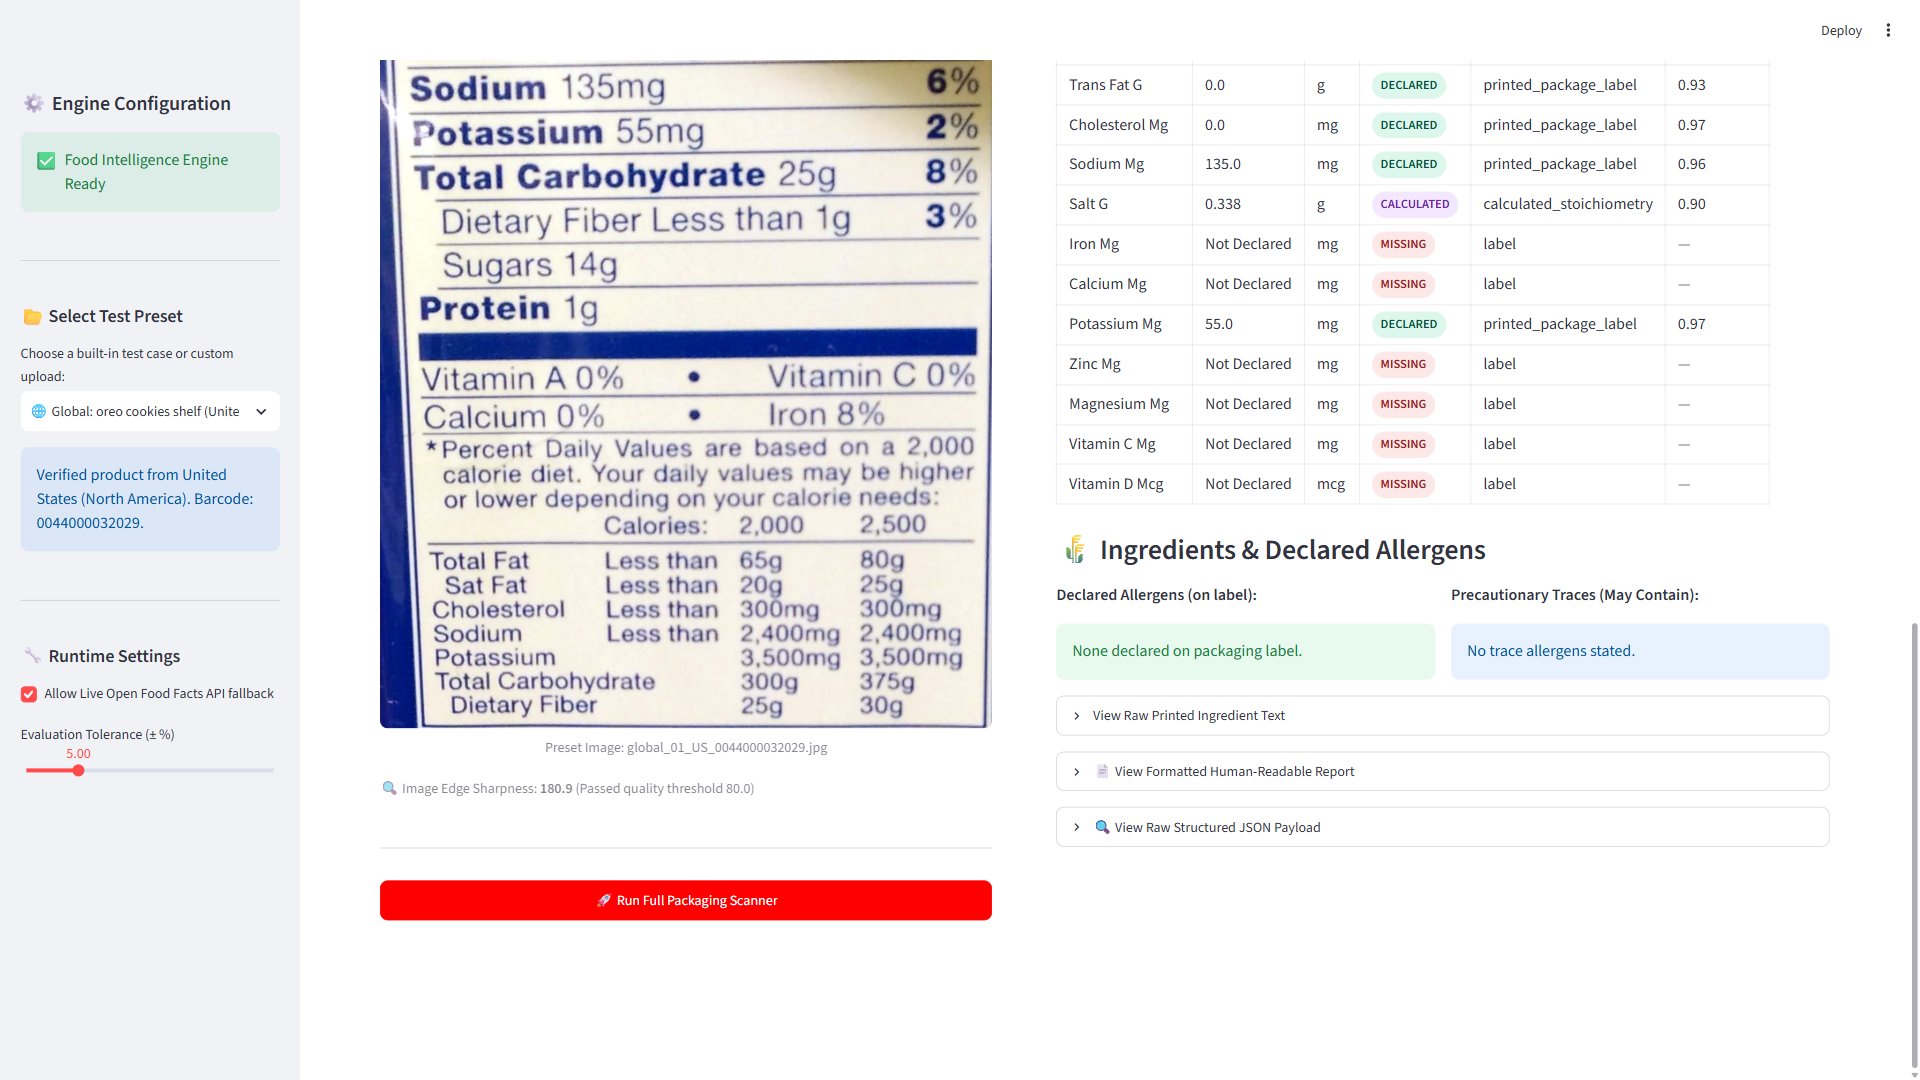 Deploy
Engine Configuration
Food Intelligence Engine
Ready
Select Test Preset
Choose a built-in test case or custom
upload:
Global: oreo cookies shelf (Unite
Verified product from United
States (North America). Barcode:
0044000032029.
Runtime Settings
Allow Live Open Food Facts API fallback
Evaluation Tolerance (± %)
5.00
Sodium 135mg 6%
Potassium 55mg 2%
Total Carbohydrate 25g 8%
Dietary Fiber Less than 1g 3%
Sugars 14g
Protein 1g
Vitamin A 0% • Vitamin C 0%
Calcium 0% • Iron 8%
*Percent Daily Values are based on a 2,000
calorie diet. Your daily values may be higher
or lower depending on your calorie needs:
Calories: 2,000 2,500
Total Fat Less than 65g 80g
Sat Fat Less than 20g 25g
Cholesterol Less than 300mg 300mg
Sodium Less than 2,400mg 2,400mg
Potassium 3,500mg 3,500mg
Total Carbohydrate 300g 375g
Dietary Fiber 25g 30g
Preset Image: global_01_US_0044000032029.jpg
Image Edge Sharpness: 180.9 (Passed quality threshold 80.0)
Run Full Packaging Scanner
Trans Fat G 0.0 g DECLARED printed_package_label 0.93
Cholesterol Mg 0.0 mg DECLARED printed_package_label 0.97
Sodium Mg 135.0 mg DECLARED printed_package_label 0.96
Salt G 0.338 g CALCULATED calculated_stoichiometry 0.90
Iron Mg Not Declared mg MISSING label —
Calcium Mg Not Declared mg MISSING label —
Potassium Mg 55.0 mg DECLARED printed_package_label 0.97
Zinc Mg Not Declared mg MISSING label —
Magnesium Mg Not Declared mg MISSING label —
Vitamin C Mg Not Declared mg MISSING label —
Vitamin D Mcg Not Declared mcg MISSING label —
Ingredients & Declared Allergens
Declared Allergens (on label): Precautionary Traces (May Contain):
None declared on packaging label. No trace allergens stated.
View Raw Printed Ingredient Text
View Formatted Human-Readable Report
View Raw Structured JSON Payload